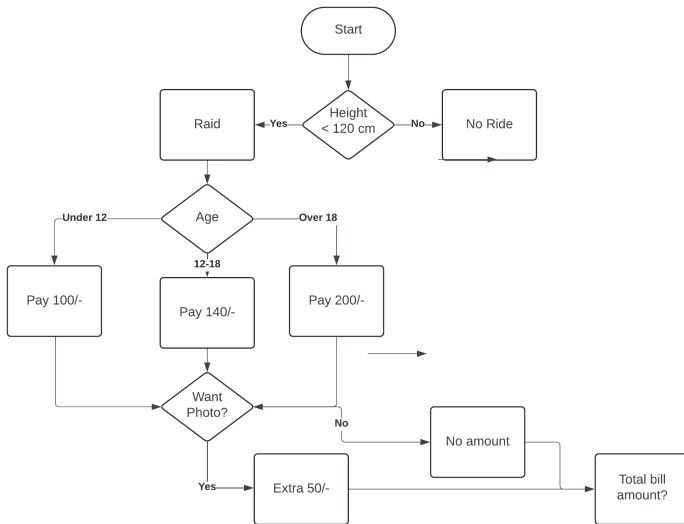 Start
Height
< 120 cm
Yes
No
Raid
No Ride
Age
Under 12
Over 18
12-18
Pay 100/-
Pay 140/-
Pay 200/-
Want
Photo?
No
No amount
Yes
Extra 50/-
Total bill
amount?